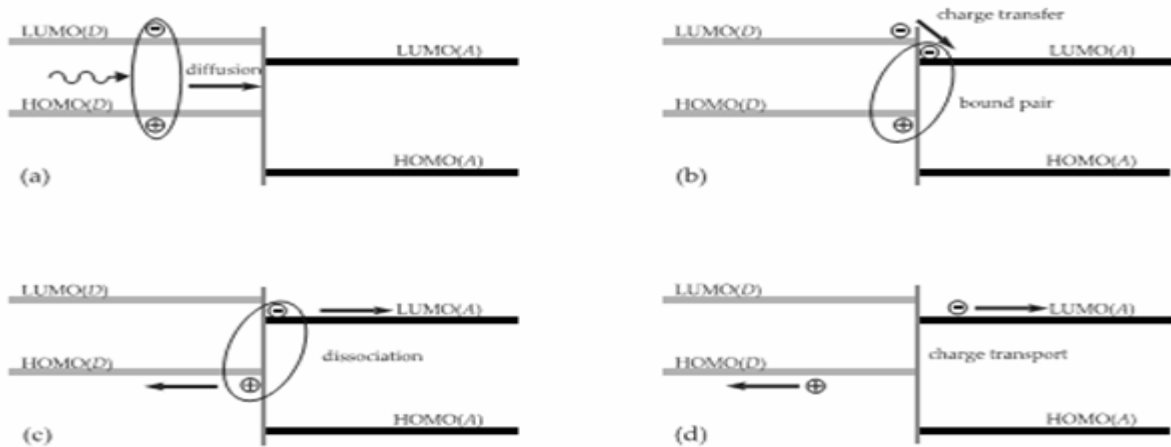 LUMO(D)
diffusion
LUMO(A)
HOMO(D)
HOMO(A)
(a)
charge transfer
LUMO(D)
LUMO(A)
HOMO(D)
bound pair
HOMO(A)
(b)
LUMO(D)
LUMO(A)
HOMO(D)
dissociation
HOMO(A)
(c)
LUMO(D)
LUMO(A)
HOMO(D)
charge transport
HOMO(A)
(d)